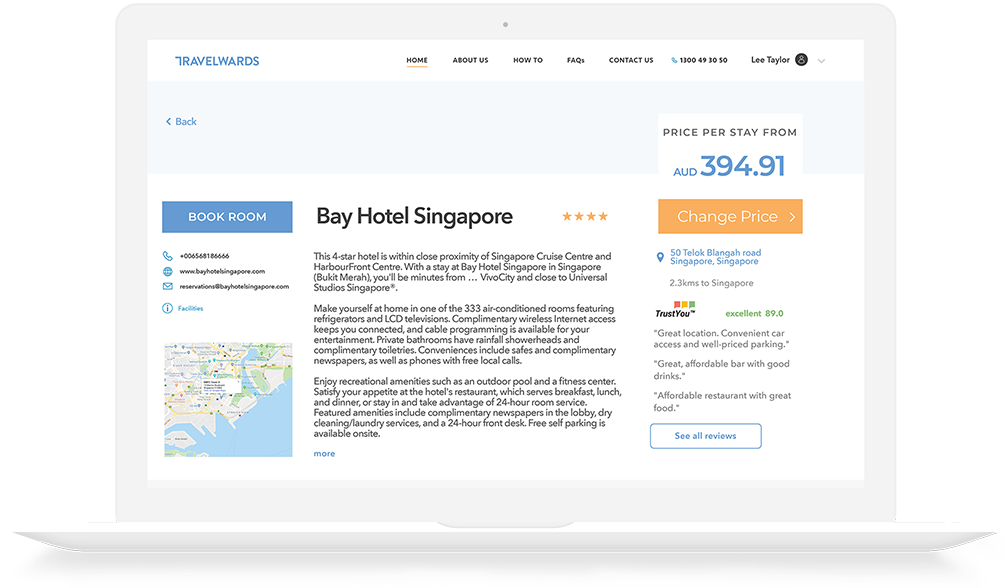 TRAVELWARDS
HOME
ABOUT US
HOW TO
FAQs
CONTACT US
1300 49 30 50
Lee Taylor
Back
PRICE PER STAY FROM
AUD 394.91
BOOK ROOM
Bay Hotel Singapore
Change Price
+006568186666
www.bayhotelsingapore.com
reservations@bayhotelsingapore.com
Facilities
This 4-star hotel is within close proximity of Singapore Cruise Centre and
HarbourFront Centre. With a stay at Bay Hotel Singapore in Singapore
(Bukit Merah), you'll be minutes from … VivoCity and close to Universal
Studios Singapore®.
Make yourself at home in one of the 333 air-conditioned rooms featuring
refrigerators and LCD televisions. Complimentary wireless Internet access
keeps you connected, and cable programming is available for your
entertainment. Private bathrooms have rainfall showerheads and
complimentary toiletries. Conveniences include safes and complimentary
newspapers, as well as phones with free local calls.
Enjoy recreational amenities such as an outdoor pool and a fitness center.
Satisfy your appetite at the hotel's restaurant, which serves breakfast, lunch,
and dinner, or stay in and take advantage of 24-hour room service.
Featured amenities include complimentary newspapers in the lobby, dry
cleaning/laundry services, and a 24-hour front desk. Free self parking is
available onsite.
more
50 Telok Blangah road
Singapore, Singapore
2.3kms to Singapore
TrustYou™
excellent 89.0
"Great location. Convenient car
access and well-priced parking."
"Great, affordable bar with good
drinks."
"Affordable restaurant with great
food."
See all reviews